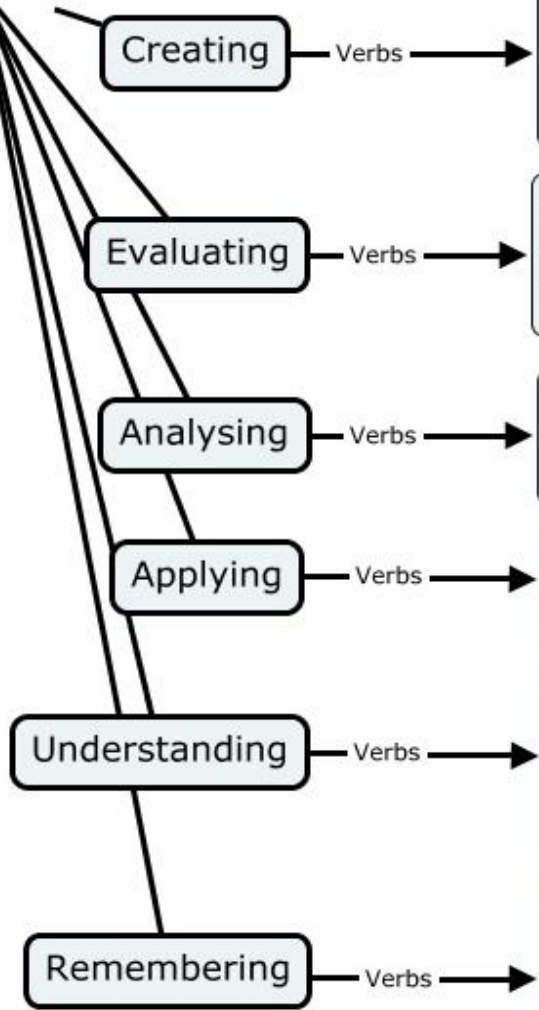 Creating
Verbs
Evaluating
Verbs
Analysing
Verbs
Applying
Verbs
Understanding
Verbs
Remembering
Verbs